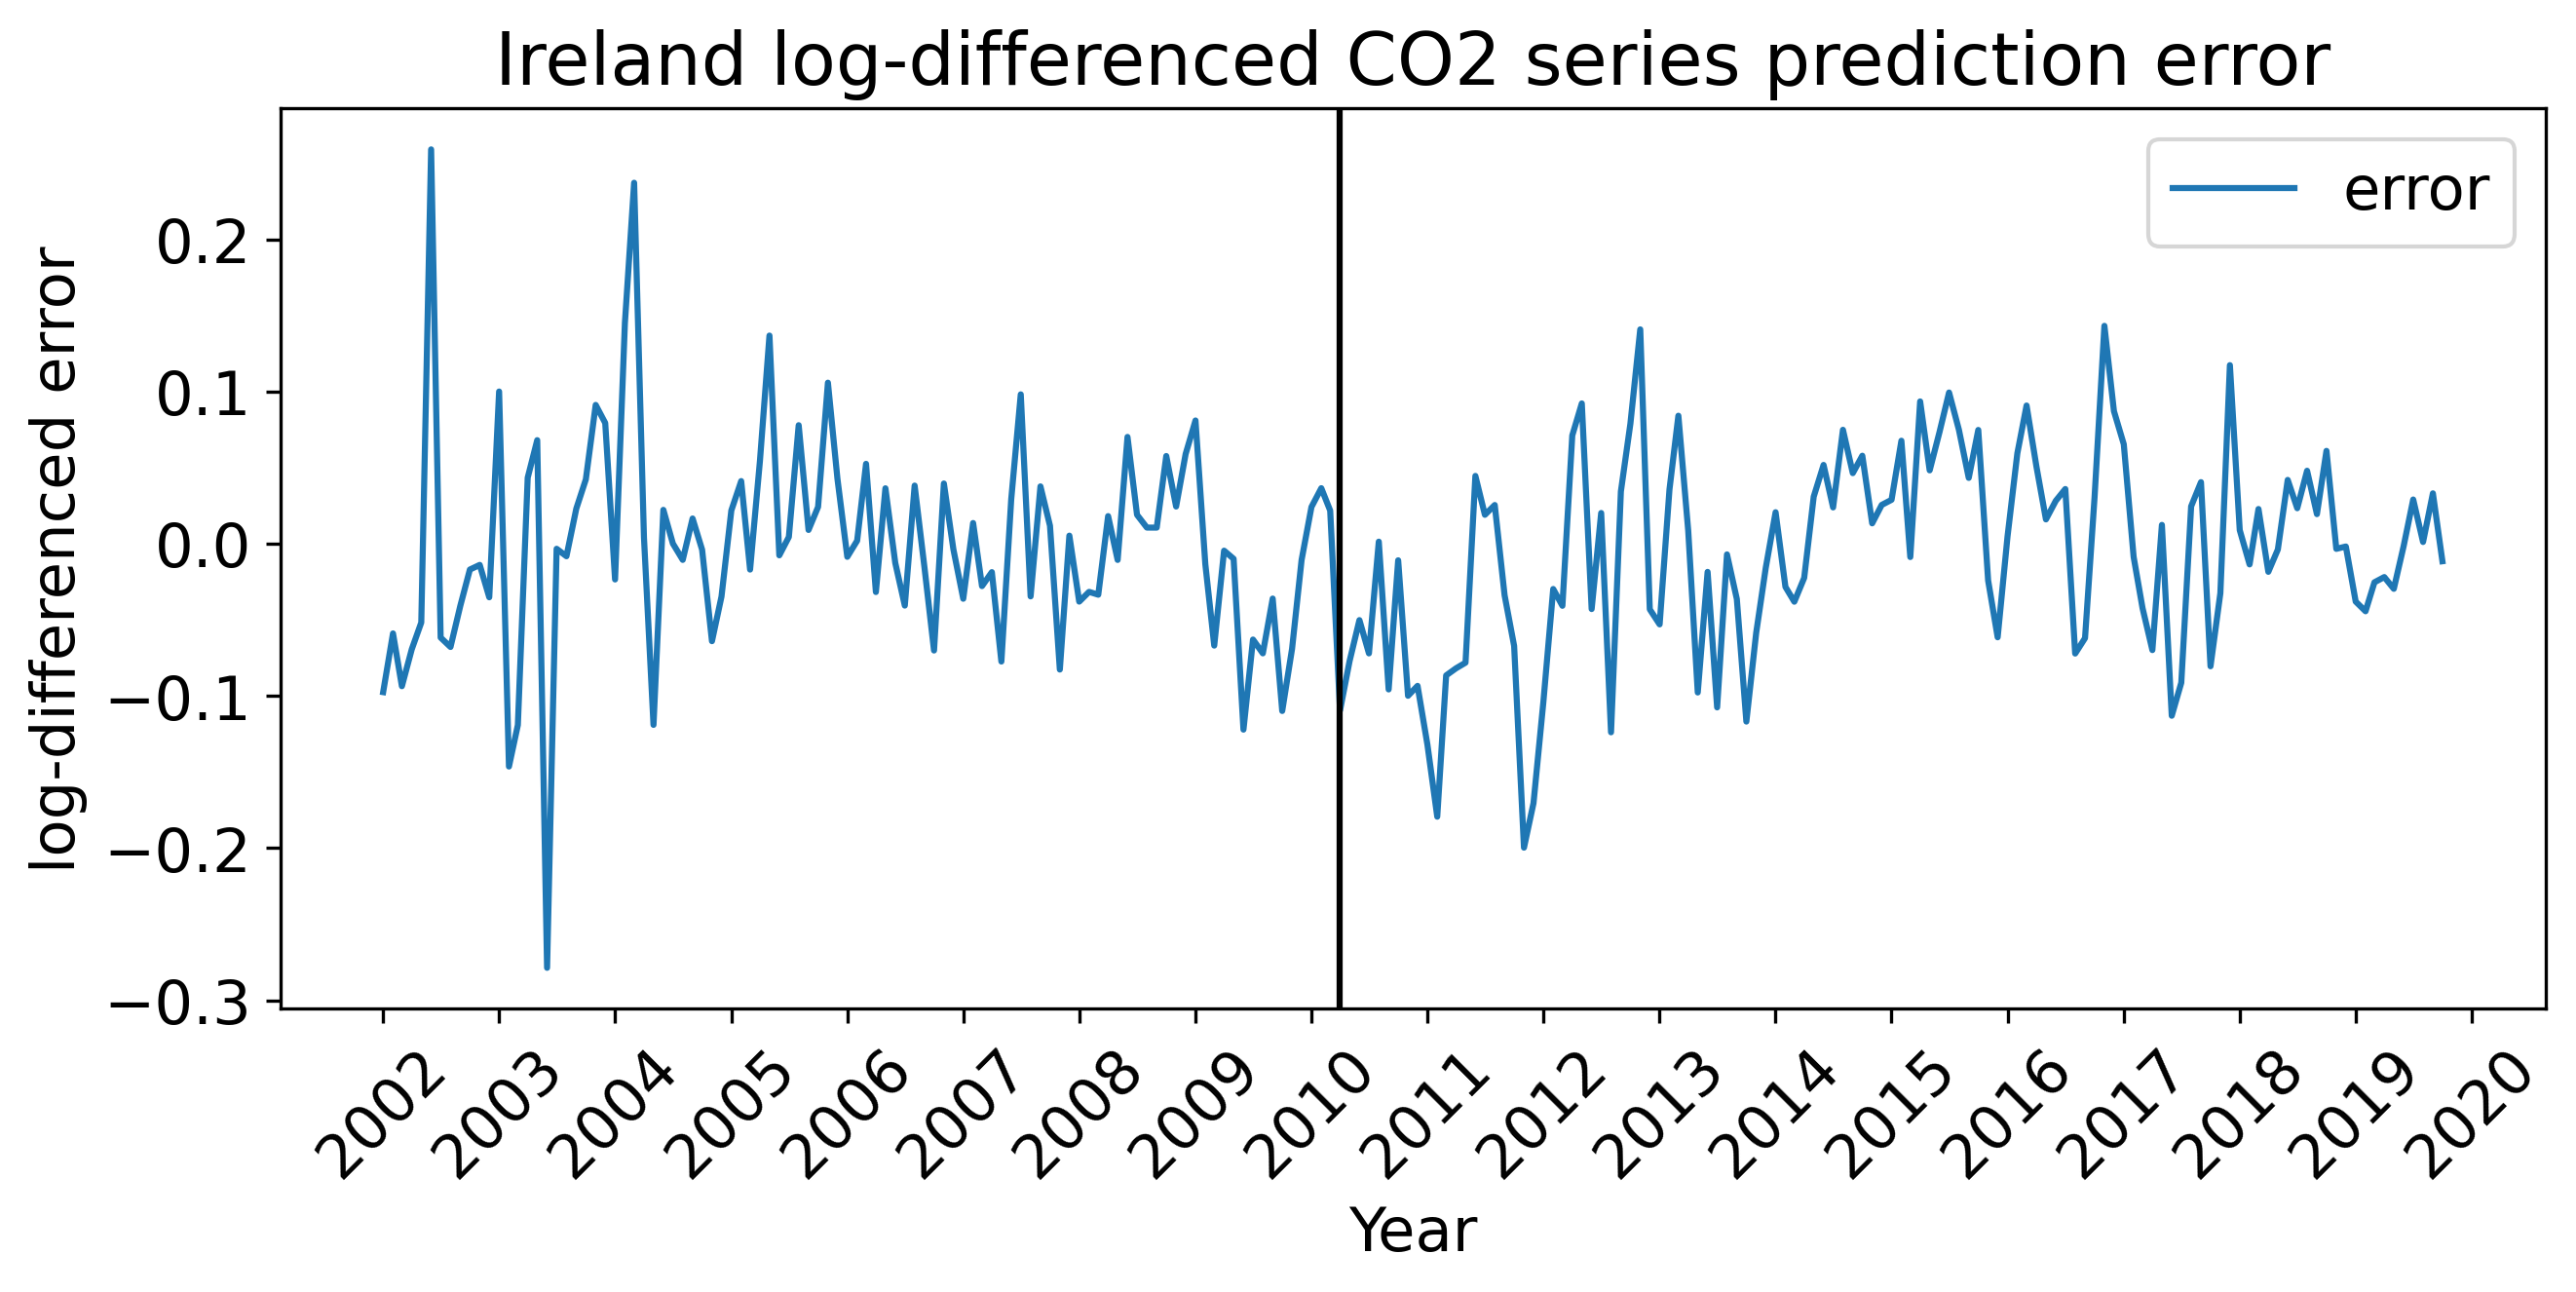 Ireland log-differenced CO2 series prediction error
error
log-differenced error
0.2
0.1
0.0
−0.1
−0.2
−0.3
2002 2003 2004 2005 2006 2007 2008 2009 2010 2011 2012 2013 2014 2015 2016 2017 2018 2019 2020
Year